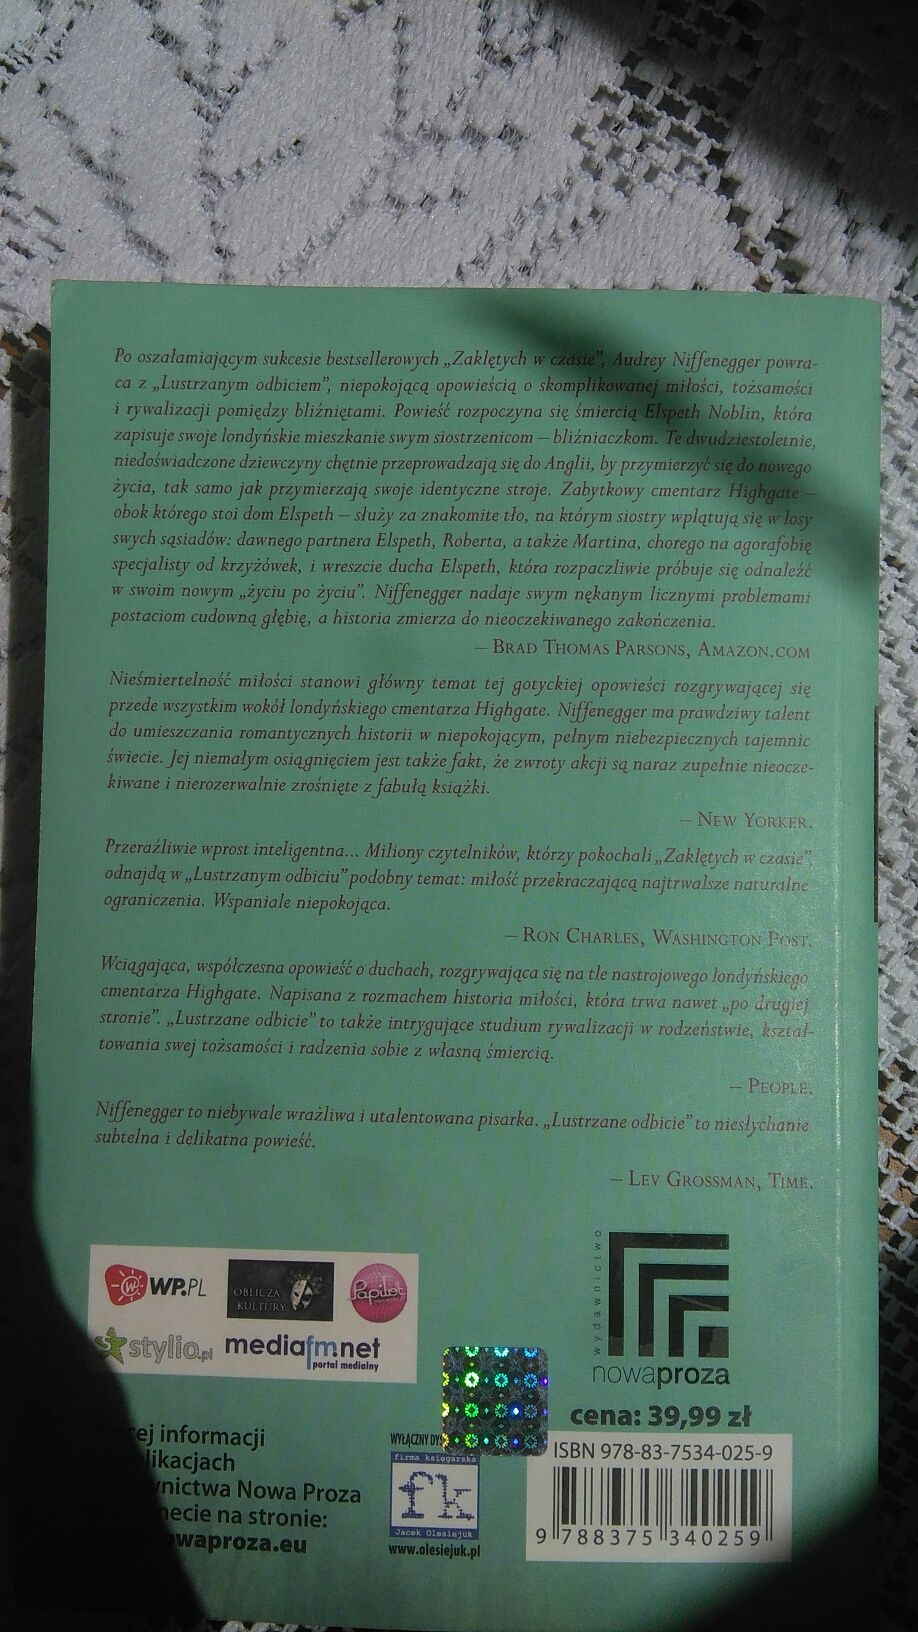 Po oszałamiającym sukcesie bestsellerowych „Zaklętych w czasie”, Audrey Niffenegger powra-
ca z „Lustrzanym odbiciem”, niepokojącą opowieścią o skomplikowanej miłości, tożsamości
i rywalizacji pomiędzy bliźniętami. Powieść rozpoczyna się śmiercią Elspeth Noblin, która
zapisuje swoje londyńskie mieszkanie swym siostrzenicom – bliźniaczkom. Te dwudziestoletnie,
niedoświadczone dziewczyny chętnie przeprowadzają się do Anglii, by przymierzyć się do nowego
życia, tak samo jak przymierzają swoje identyczne stroje. Zabytkowy cmentarz Highgate –
obok którego stoi dom Elspeth – służy za znakomite tło, na którym siostry wplątują się w losy
swych sąsiadów: dawnego partnera Elspeth, Roberta, a także Martina, chorego na agorafobię
specjalisty od krzyżówek, i wreszcie ducha Elspeth, która rozpaczliwie próbuje się odnaleźć
w swoim nowym „życiu po życiu”. Niffenegger nadaje swym nękanym licznymi problemami
postaciom cudowną głębię, a historia zmierza do nieoczekiwanego zakończenia.
– Brad Thomas Parsons, Amazon.com
Nieśmiertelność miłości stanowi główny temat tej gotyckiej opowieści rozgrywającej się
przede wszystkim wokół londyńskiego cmentarza Highgate. Niffenegger ma prawdziwy talent
do umieszczania romantycznych historii w niepokojącym, pełnym niebezpiecznych tajemnic
świecie. Jej niemałym osiągnięciem jest także fakt, że zwroty akcji są naraz zupełnie nieocze-
kiwane i nierozerwalnie zrośnięte z fabułą książki.
– New Yorker.
Przeraźliwie wprost inteligentna... Miliony czytelników, którzy pokochali „Zaklętych w czasie”,
odnajdą w „Lustrzanym odbiciu” podobny temat: miłość przekraczającą najtrwalsze naturalne
ograniczenia. Wspaniale niepokojąca.
– Ron Charles, Washington Post.
Wciągająca, współczesna opowieść o duchach, rozgrywająca się na tle nastrojowego londyńskiego
cmentarza Highgate. Napisana z rozmachem historia miłości, która trwa nawet „po drugiej
stronie”. „Lustrzane odbicie” to także intrygujące studium rywalizacji w rodzeństwie, kształ-
towania swej tożsamości i radzenia sobie z własną śmiercią.
– People.
Niffenegger to niebywale wrażliwa i utalentowana pisarka. „Lustrzane odbicie” to niesłychanie
subtelna i delikatna powieść.
– Lev Grossman, Time.
WP.PL
OBLICZA
KULTURY
Papilot
stylio.pl
mediafm.net
portal medialny
wydawnictwo
nowaproza
cena: 39,99 zł
ISBN 978-83-7534-025-9
9 788375 340259
ej informacji
likacjach
nictwa Nowa Proza
necie na stronie:
owaproza.eu
WYŁĄCZNY DY
firma księgarska
fk
Jacek Olesiejuk
www.olesiejuk.pl